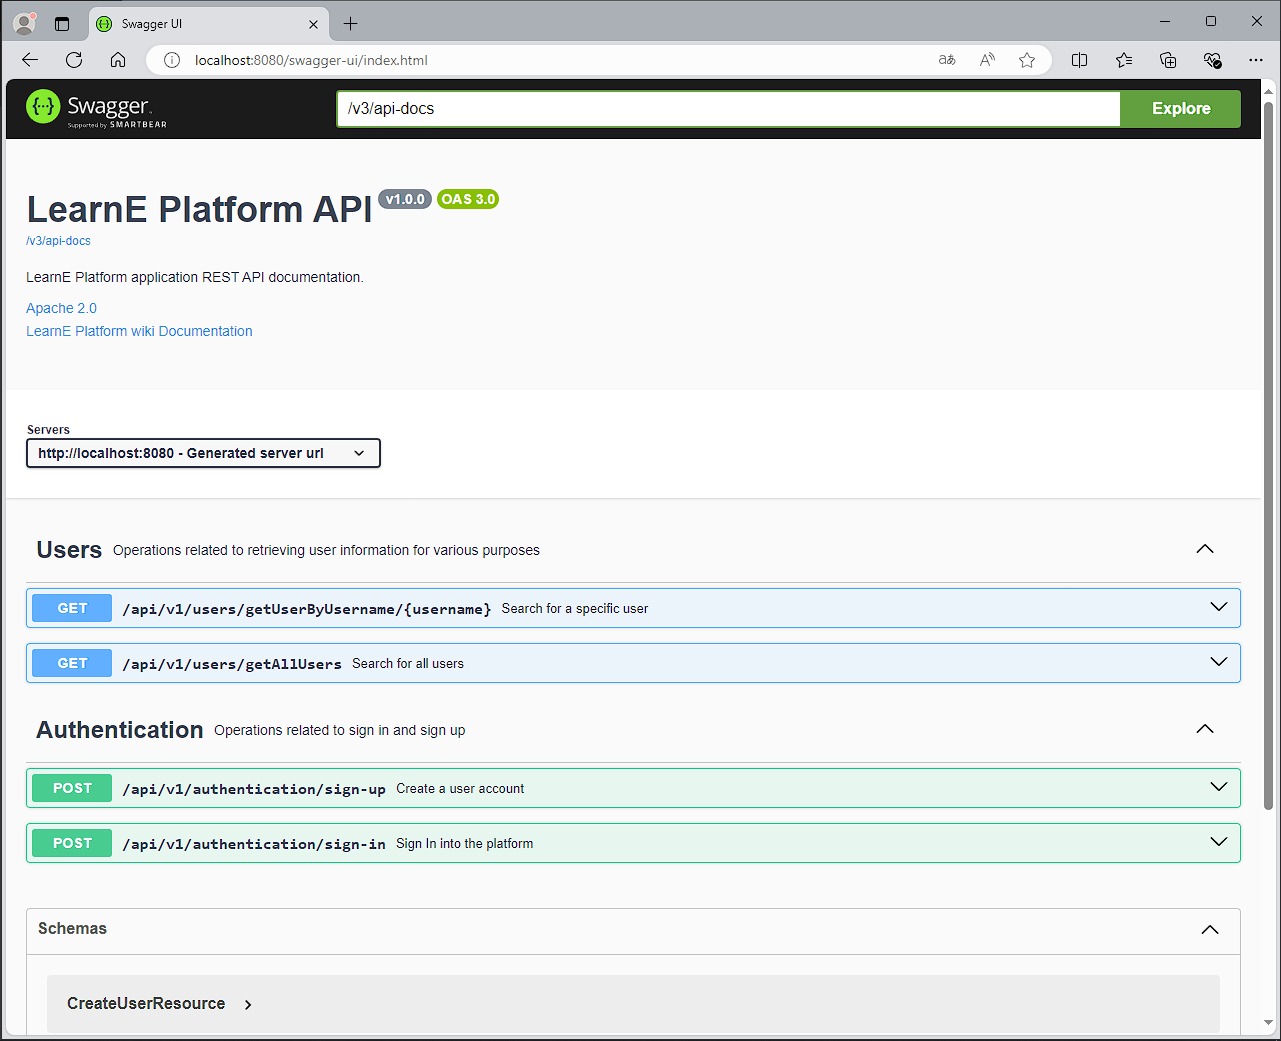 Swagger UI
localhost:8080/swagger-ui/index.html
Swagger
Supported by SMARTBEAR
/v3/api-docs
Explore
LearnE Platform API v1.0.0 OAS 3.0
/v3/api-docs
LearnE Platform application REST API documentation.
Apache 2.0
LearnE Platform wiki Documentation
Servers
http://localhost:8080 - Generated server url
Users Operations related to retrieving user information for various purposes
GET /api/v1/users/getUserByUsername/{username} Search for a specific user
GET /api/v1/users/getAllUsers Search for all users
Authentication Operations related to sign in and sign up
POST /api/v1/authentication/sign-up Create a user account
POST /api/v1/authentication/sign-in Sign In into the platform
Schemas
CreateUserResource